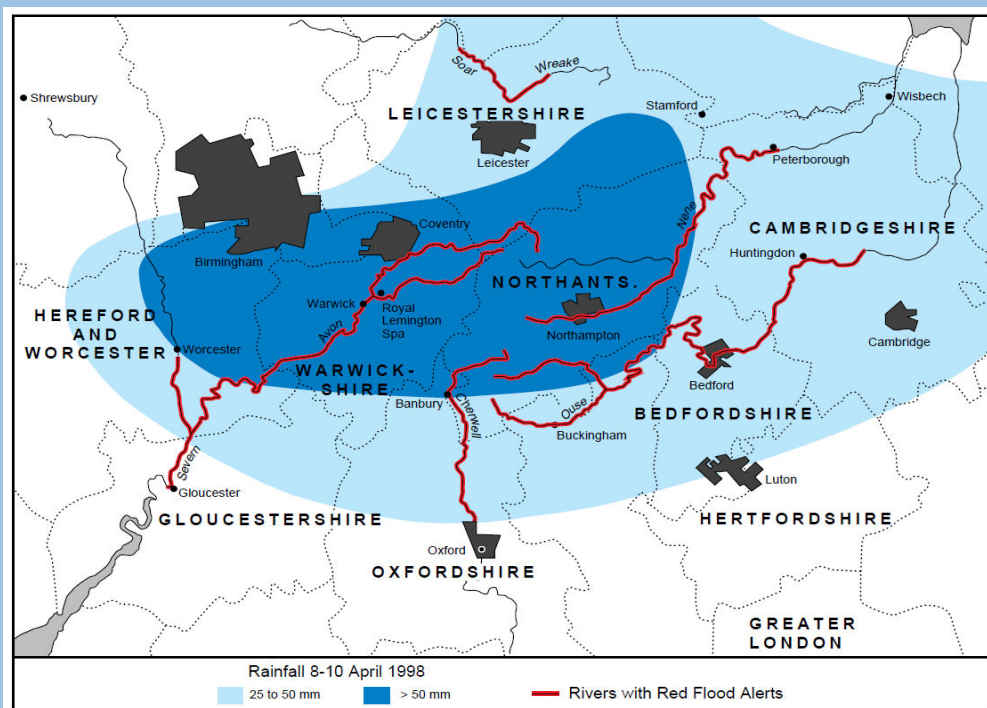 Soar
Wreake
Shrewsbury
Wisbech
Stamford
LEICESTERSHIRE
Leicester
Peterborough
Nene
Coventry
CAMBRIDGESHIRE
Birmingham
Huntingdon
NORTHANTS.
Warwick
Royal
Lemington
Spa
HEREFORD
AND
WORCESTER
Avon
Northampton
Cambridge
Worcester
WARWICK-
SHIRE
Bedford
Banbury
Cherwell
Ouse
BEDFORDSHIRE
Buckingham
Severn
Luton
Gloucester
GLOUCESTERSHIRE
HERTFORDSHIRE
Oxford
OXFORDSHIRE
GREATER
LONDON
Rainfall 8-10 April 1998
25 to 50 mm
> 50 mm
Rivers with Red Flood Alerts